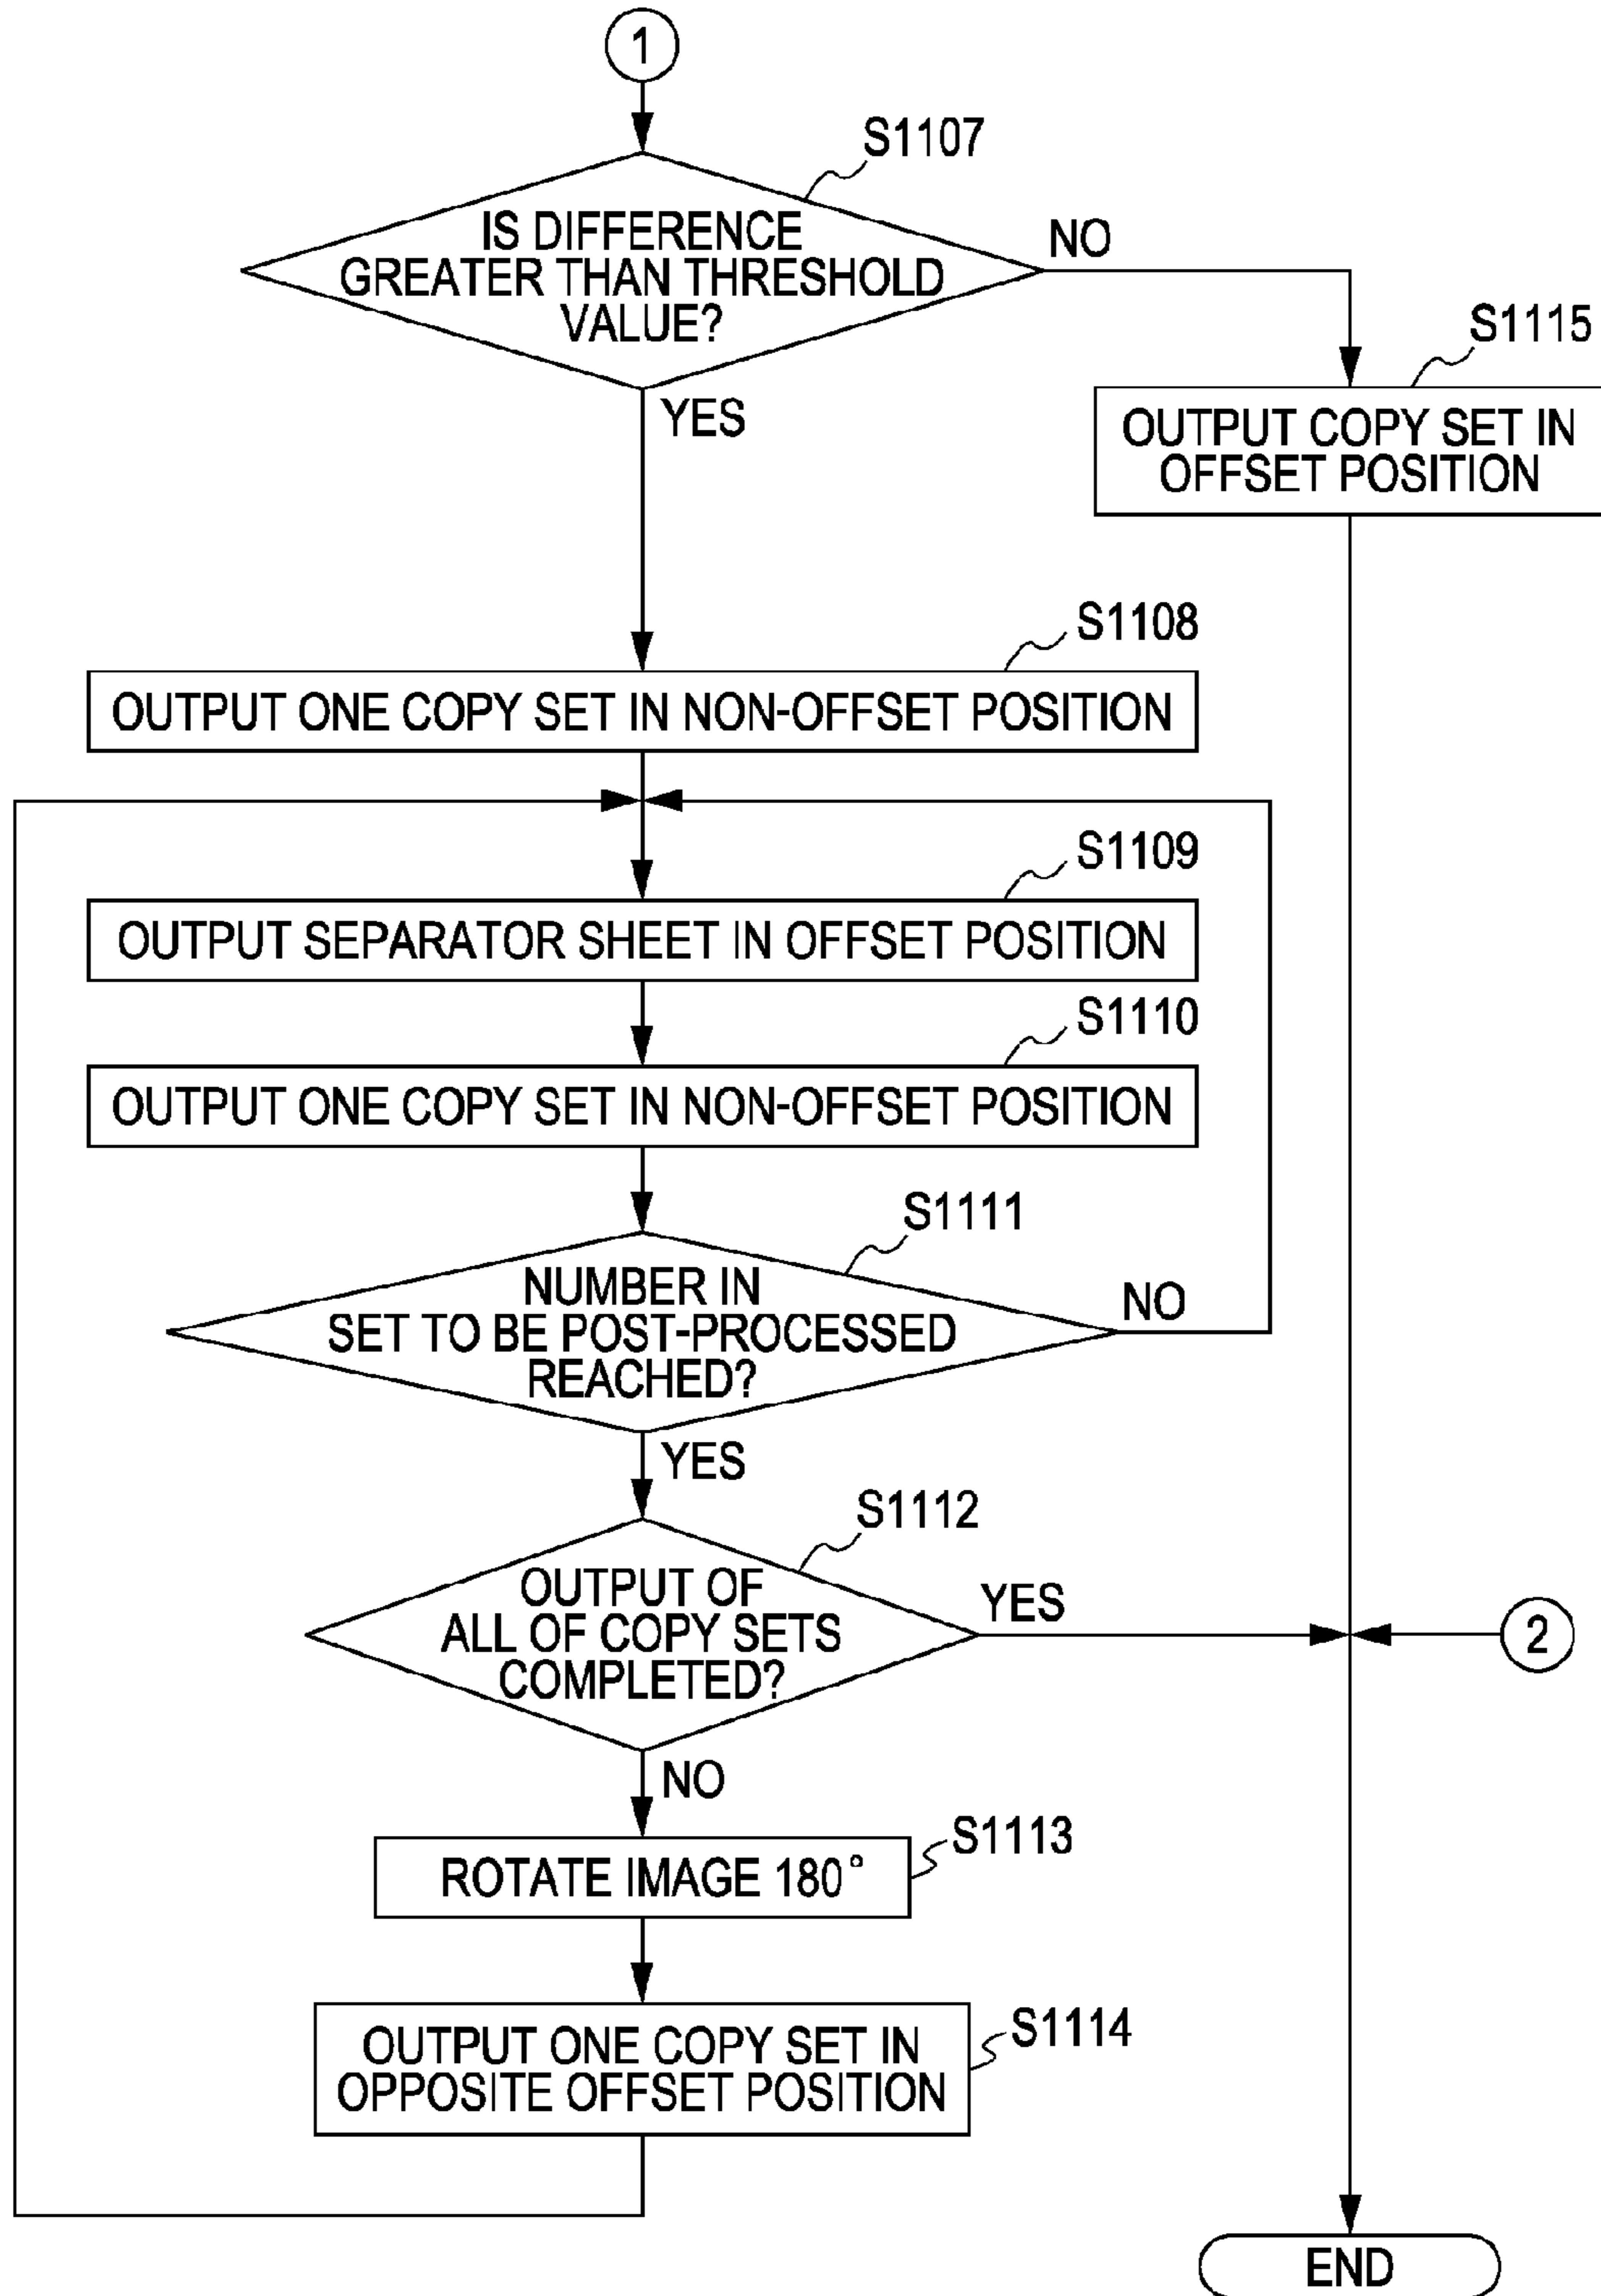 1
S1107
IS DIFFERENCE
GREATER THAN THRESHOLD
VALUE?
NO
YES
S1115
OUTPUT COPY SET IN
OFFSET POSITION
S1108
OUTPUT ONE COPY SET IN NON-OFFSET POSITION
S1109
OUTPUT SEPARATOR SHEET IN OFFSET POSITION
S1110
OUTPUT ONE COPY SET IN NON-OFFSET POSITION
S1111
NUMBER IN
SET TO BE POST-PROCESSED
REACHED?
NO
YES
S1112
OUTPUT OF
ALL OF COPY SETS
COMPLETED?
YES
2
NO
S1113
ROTATE IMAGE 180°
S1114
OUTPUT ONE COPY SET IN
OPPOSITE OFFSET POSITION
END